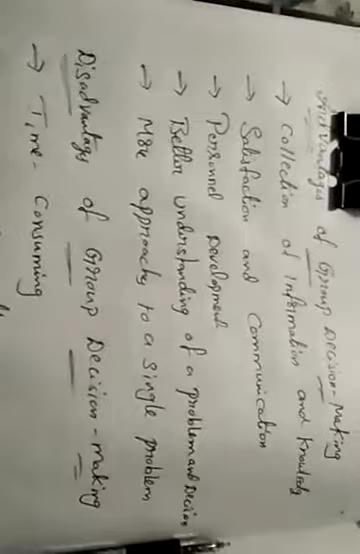 Advantages of Group Decision-Making
→ Collection of Information and Knowledge
→ Satisfaction and Communication
→ Personnel Development
→ Better understanding of a problem and Decision
→ More approachs to a single problem
Disadvantages of Group Decision-making
→ Time-Consuming